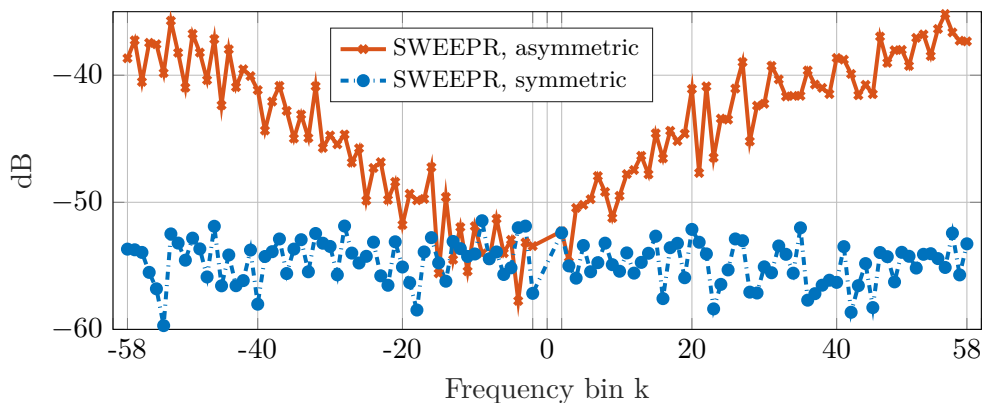 SWEEPR, asymmetric
SWEEPR, symmetric
dB
−40
−50
−60
-58 -40 -20 0 20 40 58
Frequency bin k